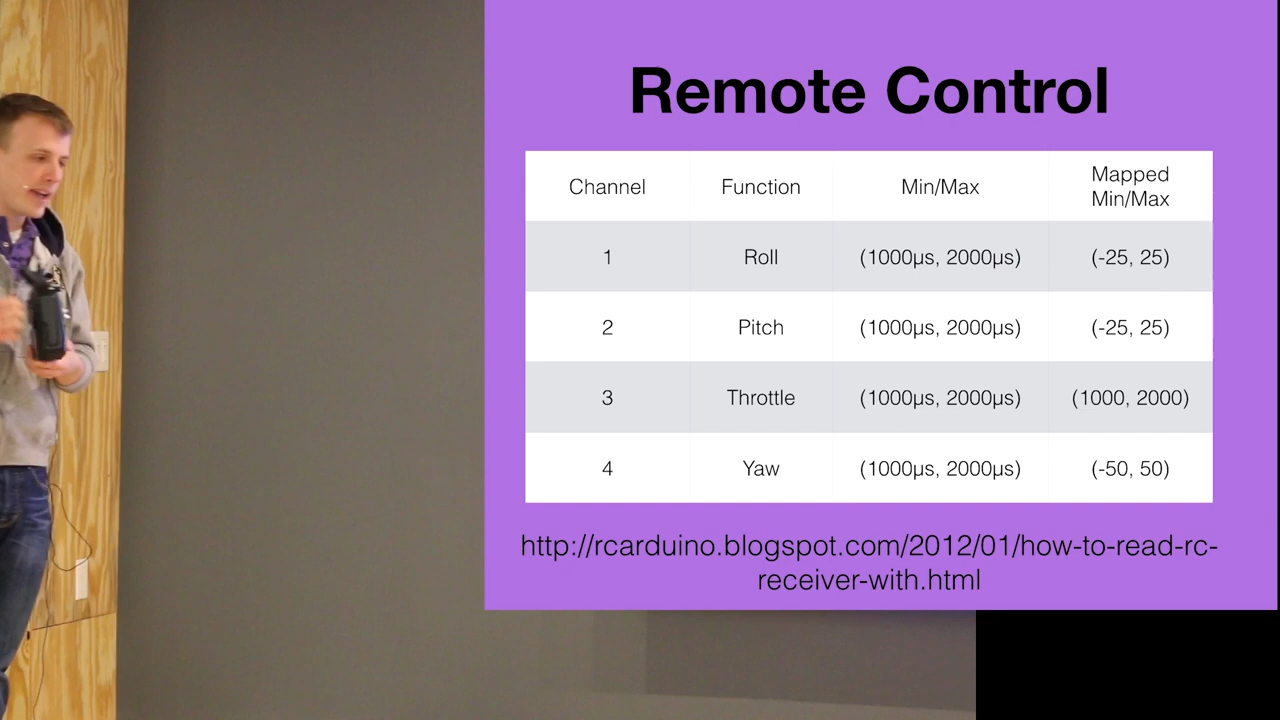 Remote Control
Channel Function Min/Max Mapped Min/Max
1 Roll (1000µs, 2000µs) (-25, 25)
2 Pitch (1000µs, 2000µs) (-25, 25)
3 Throttle (1000µs, 2000µs) (1000, 2000)
4 Yaw (1000µs, 2000µs) (-50, 50)
http://rcarduino.blogspot.com/2012/01/how-to-read-rc-
receiver-with.html